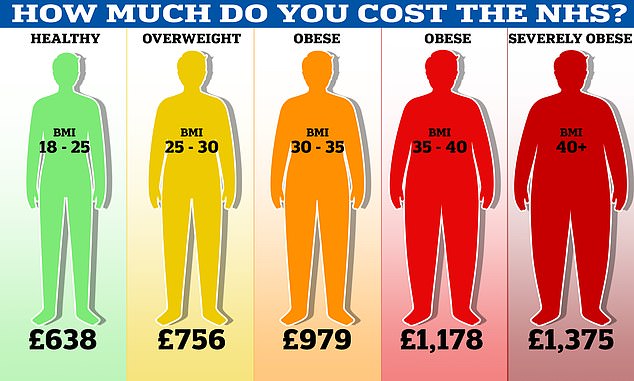 HOW MUCH DO YOU COST THE NHS?
HEALTHY
BMI
18 - 25
£638
OVERWEIGHT
BMI
25 - 30
£756
OBESE
BMI
30 - 35
£979
OBESE
BMI
35 - 40
£1,178
SEVERELY OBESE
BMI
40+
£1,375